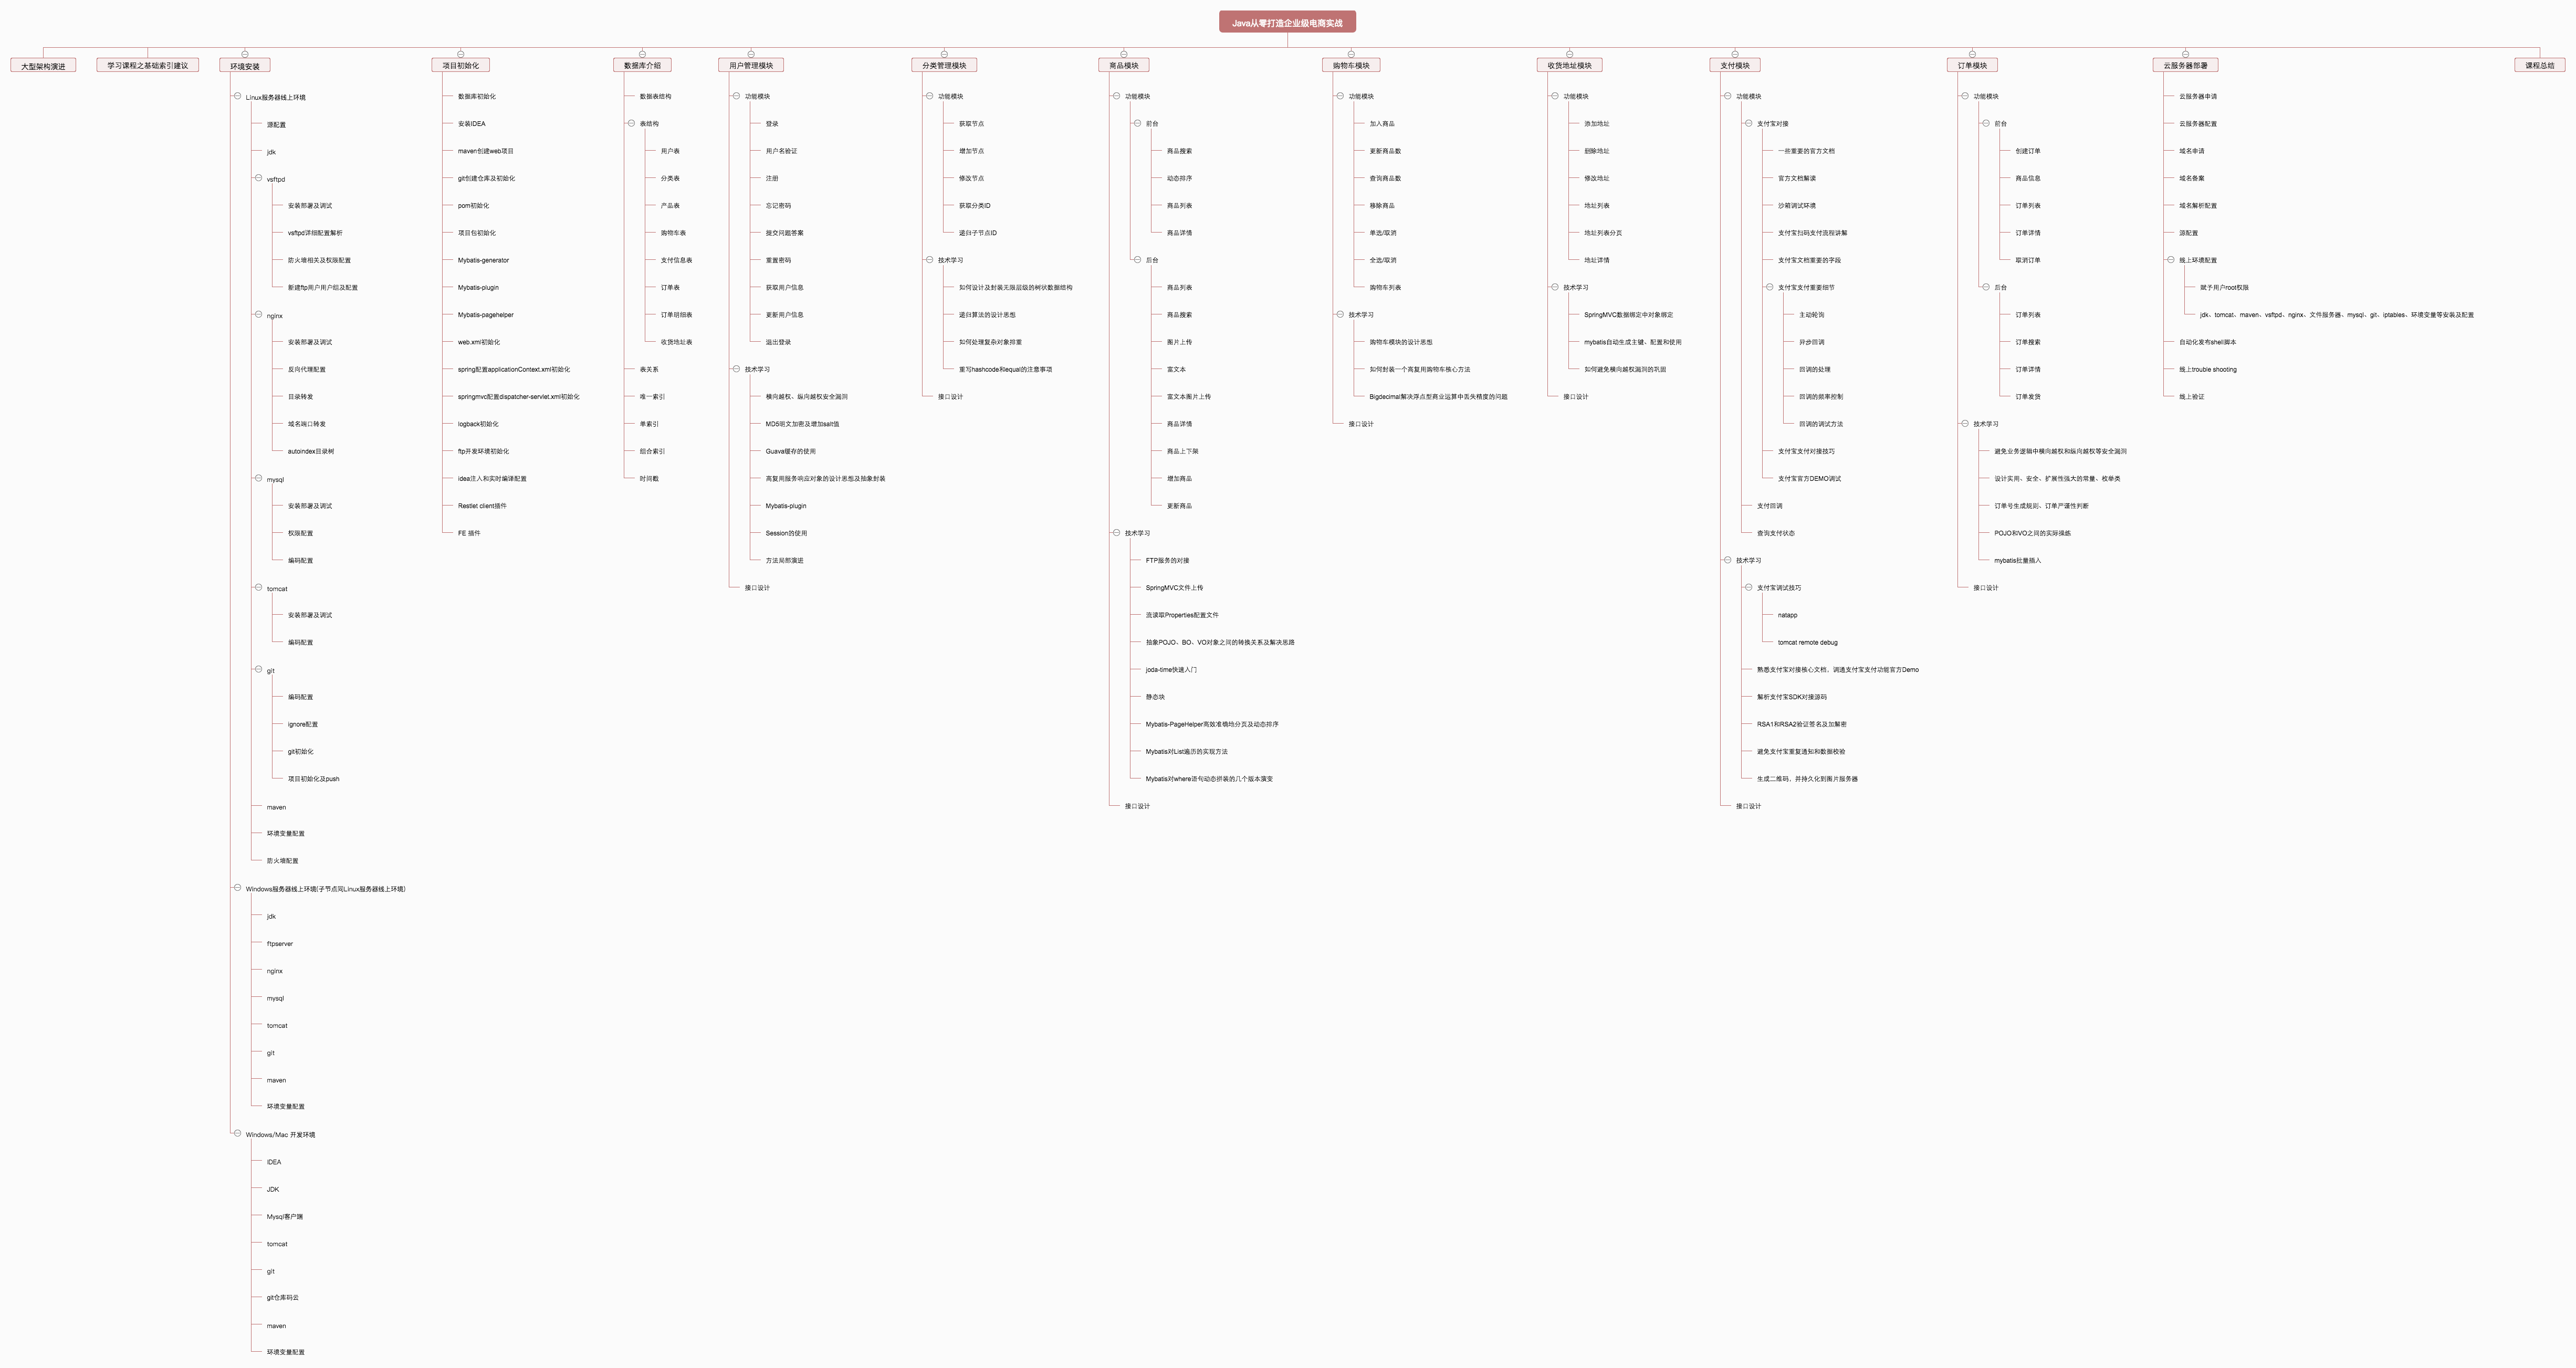 Java从零打造企业级电商实战
大型架构演进
学习课程之基础索引建议
环境安装
Linux服务器线上环境
源配置
jdk
vsftpd
安装部署及调试
vsftpd详细配置解析
防火墙相关及权限配置
新建ftp用户用户组及配置
nginx
安装部署及调试
反向代理配置
目录转发
域名端口转发
autoindex目录树
mysql
安装部署及调试
权限配置
编码配置
tomcat
安装部署及调试
编码配置
git
编码配置
ignore配置
git初始化
项目初始化及push
maven
环境变量配置
防火墙配置
Windows服务器线上环境(子节点同Linux服务器线上环境)
jdk
ftpserver
nginx
mysql
tomcat
git
maven
环境变量配置
Windows/Mac 开发环境
IDEA
JDK
Mysql客户端
tomcat
git
git仓库码云
maven
环境变量配置
项目初始化
数据库初始化
安装IDEA
maven创建web项目
git创建仓库及初始化
pom初始化
项目包初始化
Mybatis-generator
Mybatis-plugin
Mybatis-pagehelper
web.xml初始化
spring配置applicationContext.xml初始化
springmvc配置dispatcher-servlet.xml初始化
logback初始化
ftp开发环境初始化
idea注入和实时编译配置
Restlet client插件
FE 插件
数据库介绍
数据表结构
表结构
用户表
分类表
产品表
购物车表
支付信息表
订单表
订单明细表
收货地址表
表关系
唯一索引
单索引
组合索引
时间戳
用户管理模块
功能模块
登录
用户名验证
注册
忘记密码
提交问题答案
重置密码
获取用户信息
更新用户信息
退出登录
技术学习
横向越权、纵向越权安全漏洞
MD5明文加密及增加salt值
Guava缓存的使用
高复用服务响应对象的设计思想及抽象封装
Mybatis-plugin
Session的使用
方法局部演进
接口设计
分类管理模块
功能模块
获取节点
增加节点
修改节点
获取分类ID
递归子节点ID
技术学习
如何设计及封装无限层级的树状数据结构
递归算法的设计思想
如何处理复杂对象排重
重写hashcode和equal的注意事项
接口设计
商品模块
功能模块
前台
商品搜索
动态排序
商品列表
商品详情
后台
商品列表
商品搜索
图片上传
富文本
富文本图片上传
商品详情
商品上下架
增加商品
更新商品
技术学习
FTP服务的对接
SpringMVC文件上传
流读取Properties配置文件
抽象POJO、BO、VO对象之间的转换关系及解决思路
joda-time快速入门
静态块
Mybatis-PageHelper高效准确地分页及动态排序
Mybatis对List遍历的实现方法
Mybatis对where语句动态拼装的几个版本演变
接口设计
购物车模块
功能模块
加入商品
更新商品数
查询商品数
移除商品
单选/取消
全选/取消
购物车列表
技术学习
购物车模块的设计思想
如何封装一个高复用购物车核心方法
Bigdecimal解决浮点型商业运算中丢失精度的问题
接口设计
收货地址模块
功能模块
添加地址
删除地址
修改地址
地址列表
地址列表分页
地址详情
技术学习
SpringMVC数据绑定中对象绑定
mybatis自动生成主键、配置和使用
如何避免横向越权漏洞的巩固
接口设计
支付模块
功能模块
支付宝对接
一些重要的官方文档
官方文档解读
沙箱调试环境
支付宝扫码支付流程讲解
支付宝文档重要的字段
支付宝支付重要细节
主动轮询
异步回调
回调的处理
回调的频率控制
回调的调试方法
支付宝支付对接技巧
支付宝官方DEMO调试
支付回调
查询支付状态
技术学习
支付宝调试技巧
natapp
tomcat remote debug
熟悉支付宝对接核心文档，调通支付宝支付功能官方Demo
解析支付宝SDK对接源码
RSA1和RSA2验证签名及加解密
避免支付宝重复通知和数据校验
生成二维码，并持久化到图片服务器
接口设计
订单模块
功能模块
前台
创建订单
商品信息
订单列表
订单详情
取消订单
后台
订单列表
订单搜索
订单详情
订单发货
技术学习
避免业务逻辑中横向越权和纵向越权等安全漏洞
设计实用、安全、扩展性强大的常量、枚举类
订单号生成规则、订单严谨性判断
POJO和VO之间的实际操练
mybatis批量插入
接口设计
云服务器部署
云服务器申请
云服务器配置
域名申请
域名备案
域名解析配置
源配置
线上环境配置
赋予用户root权限
jdk、tomcat、maven、vsftpd、nginx、文件服务器、mysql、git、iptables、环境变量等安装及配置
自动化发布shell脚本
线上trouble shooting
线上验证
课程总结